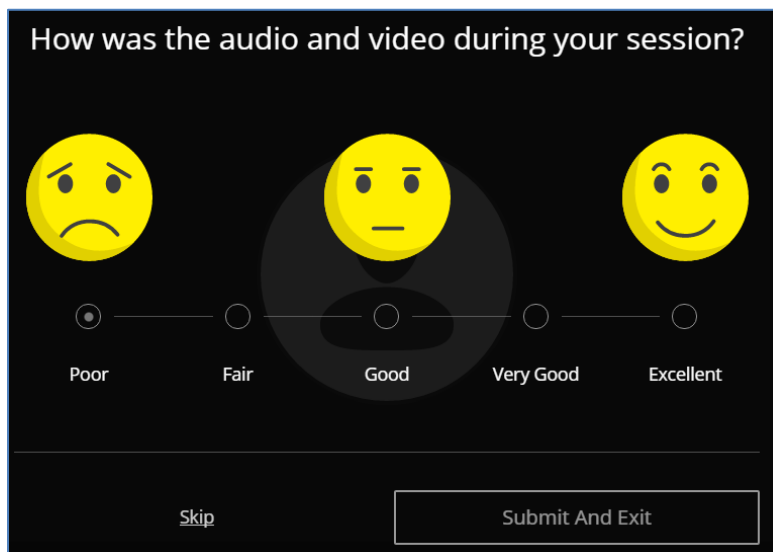 How was the audio and video during your session?
Poor Fair Good Very Good Excellent
Skip Submit And Exit